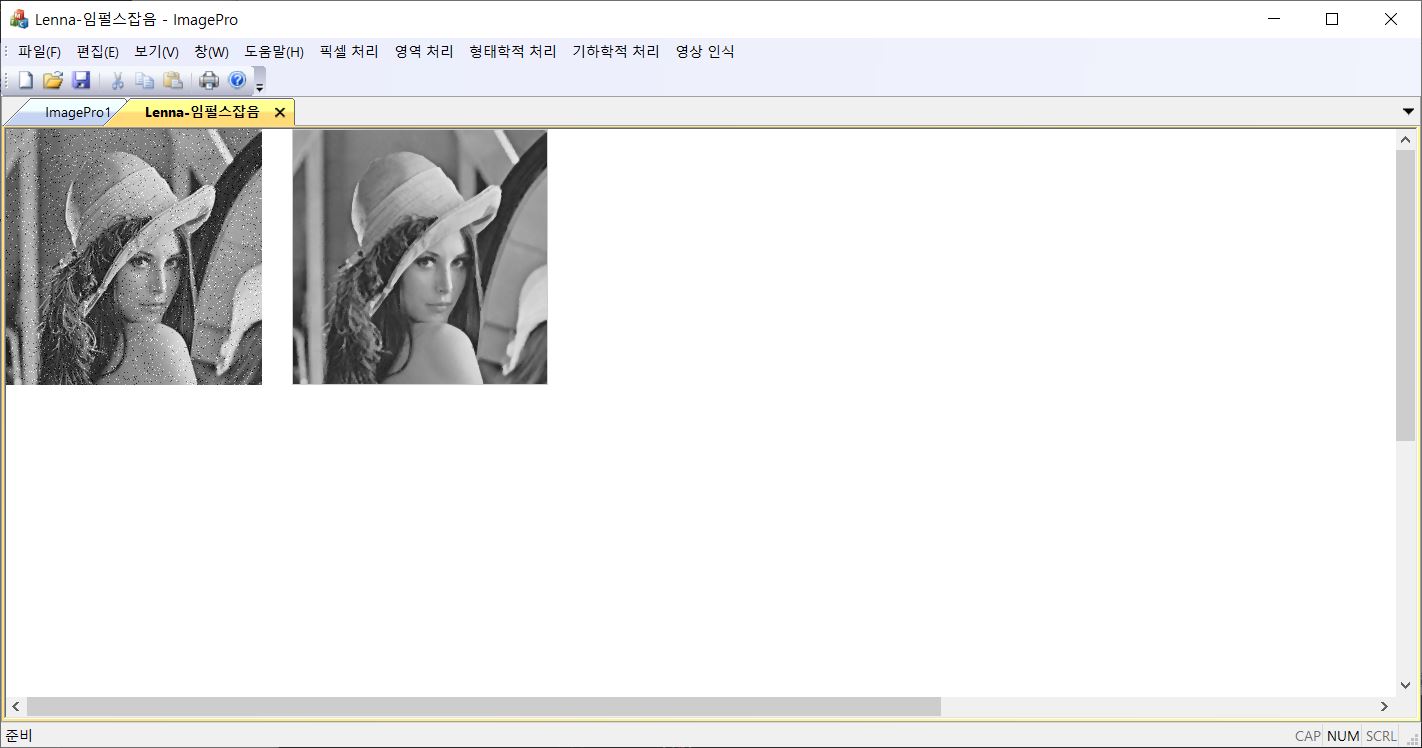 Lenna-임펄스잡음 - ImagePro
파일(F) 편집(E) 보기(V) 창(W) 도움말(H) 픽셀 처리 영역 처리 형태학적 처리 기하학적 처리 영상 인식
ImagePro1 Lenna-임펄스잡음
준비 CAP NUM SCRL